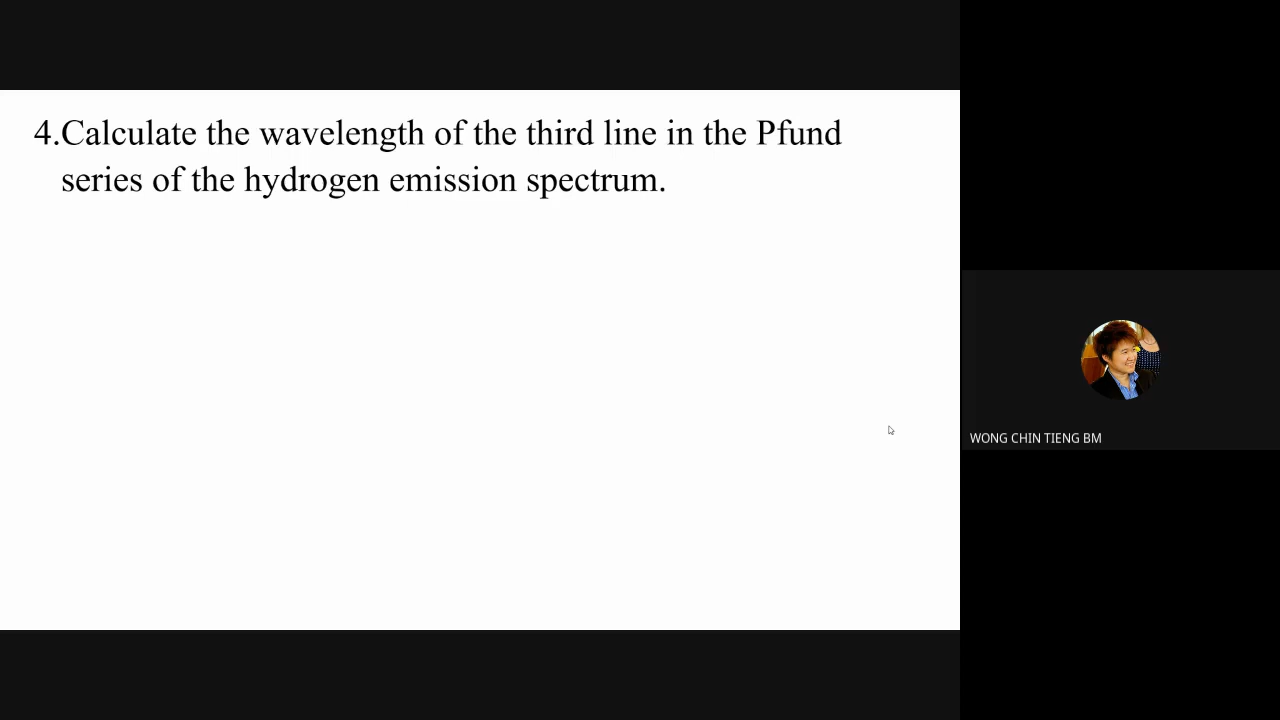 4.Calculate the wavelength of the third line in the Pfund
series of the hydrogen emission spectrum.
WONG CHIN TIENG BM